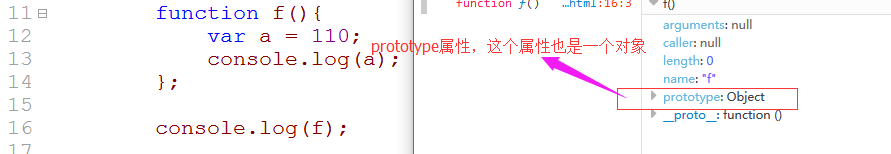 11 function f(){
12 var a = 110;
13 console.log(a);
14 };
15
16 console.log(f);
17
function f() …html:16:3
prototype属性，这个属性也是一个对象
f()
arguments: null
caller: null
length: 0
name: "f"
prototype: Object
__proto__: function ()